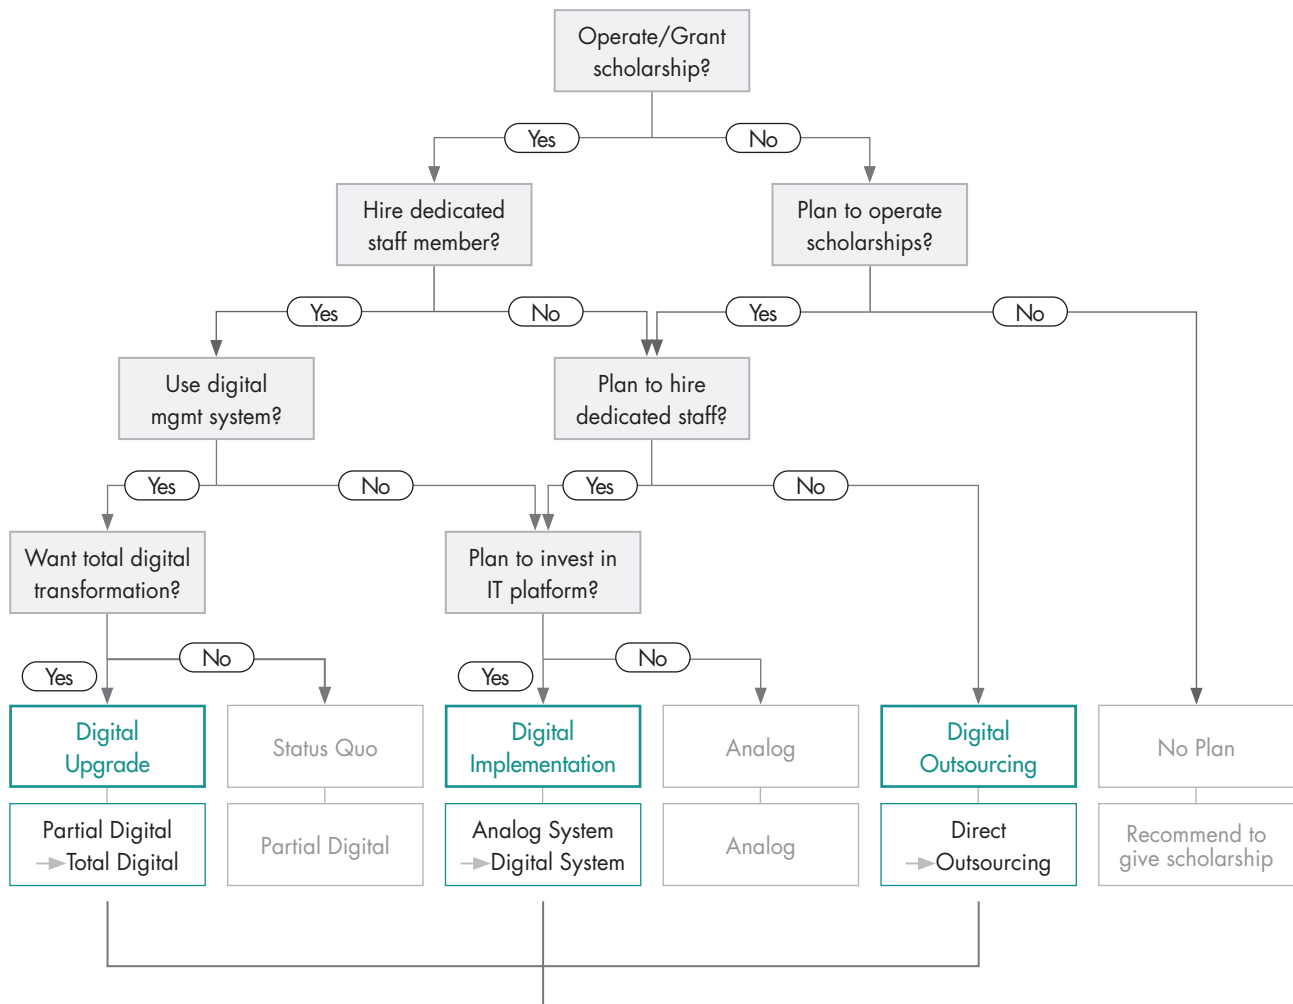 Operate/Grant
scholarship?
Yes
No
Hire dedicated
staff member?
Plan to operate
scholarships?
Yes
No
Yes
No
Use digital
mgmt system?
Plan to hire
dedicated staff?
Yes
No
Yes
No
Want total digital
transformation?
Plan to invest in
IT platform?
Yes
No
Yes
No
Digital
Upgrade
Status Quo
Digital
Implementation
Analog
Digital
Outsourcing
No Plan
Partial Digital
Total Digital
Partial Digital
Analog System
Digital System
Analog
Direct
Outsourcing
Recommend to
give scholarship